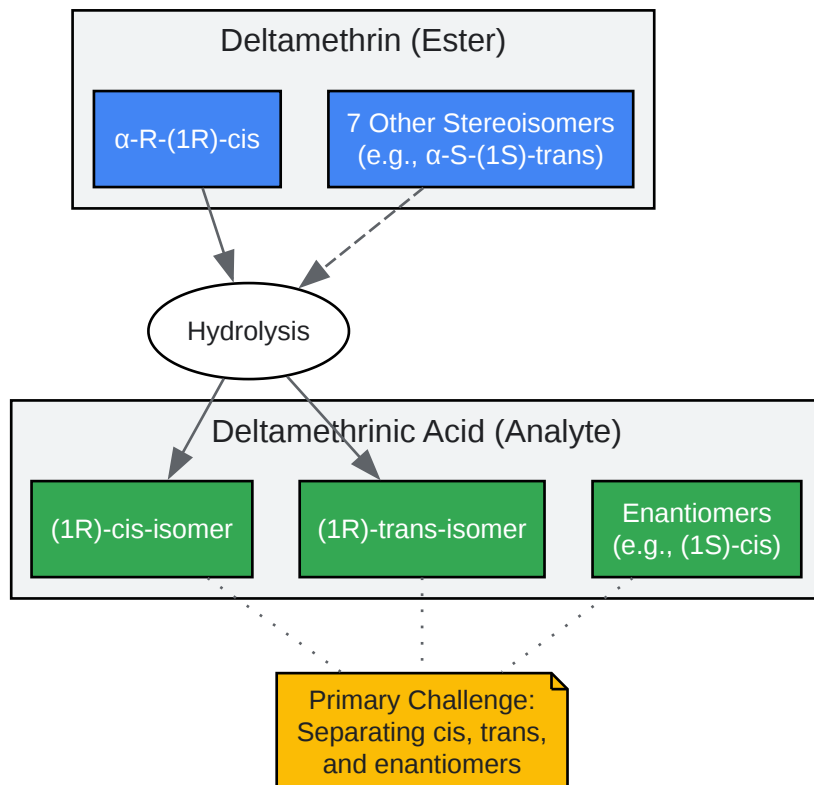 Deltamethrin (Ester)
α-R-(1R)-cis
7 Other Stereoisomers
(e.g., α-S-(1S)-trans)
Hydrolysis
Deltamethrinic Acid (Analyte)
(1R)-cis-isomer
(1R)-trans-isomer
Enantiomers
(e.g., (1S)-cis)
Primary Challenge:
Separating cis, trans,
and enantiomers